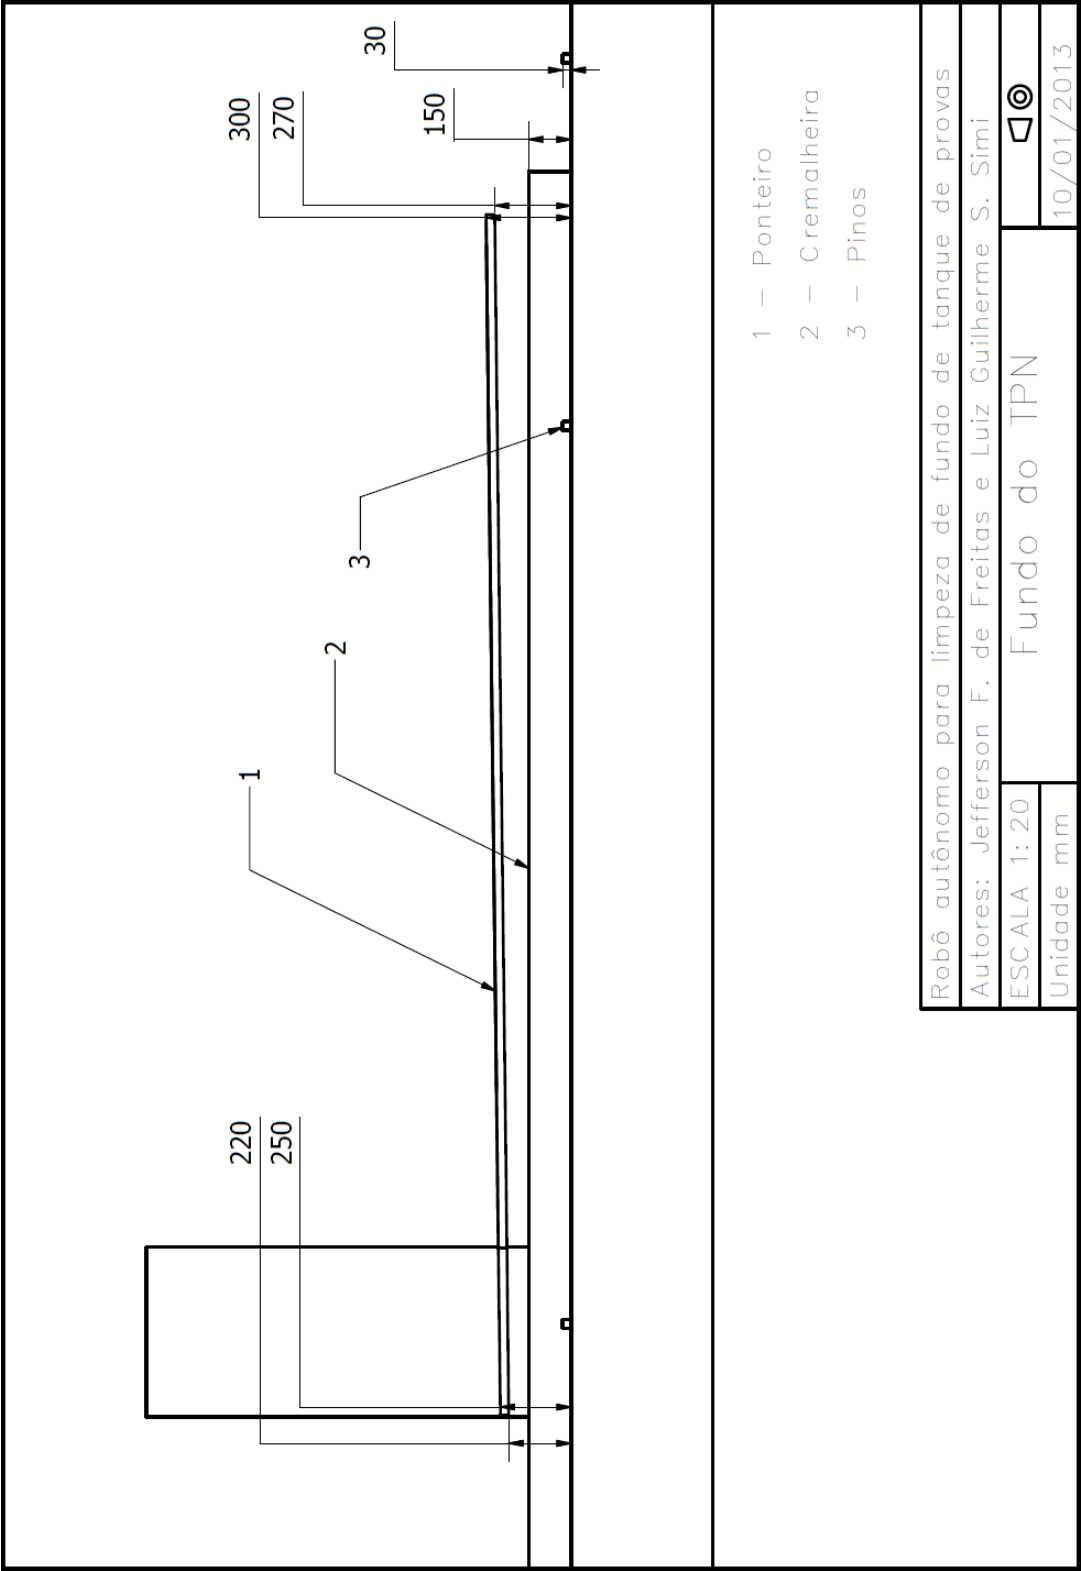 30
300
270
150
3
2
1
220
250
1 - Ponteiro
2 - Cremalheira
3 - Pinos
Robô autônomo para limpeza de fundo de tanque de provas
Autores: Jefferson F. de Freitas e Luiz Guilherme S. Simi
ESCALA 1:20
Fundo do TPN
Unidade mm
10/01/2013